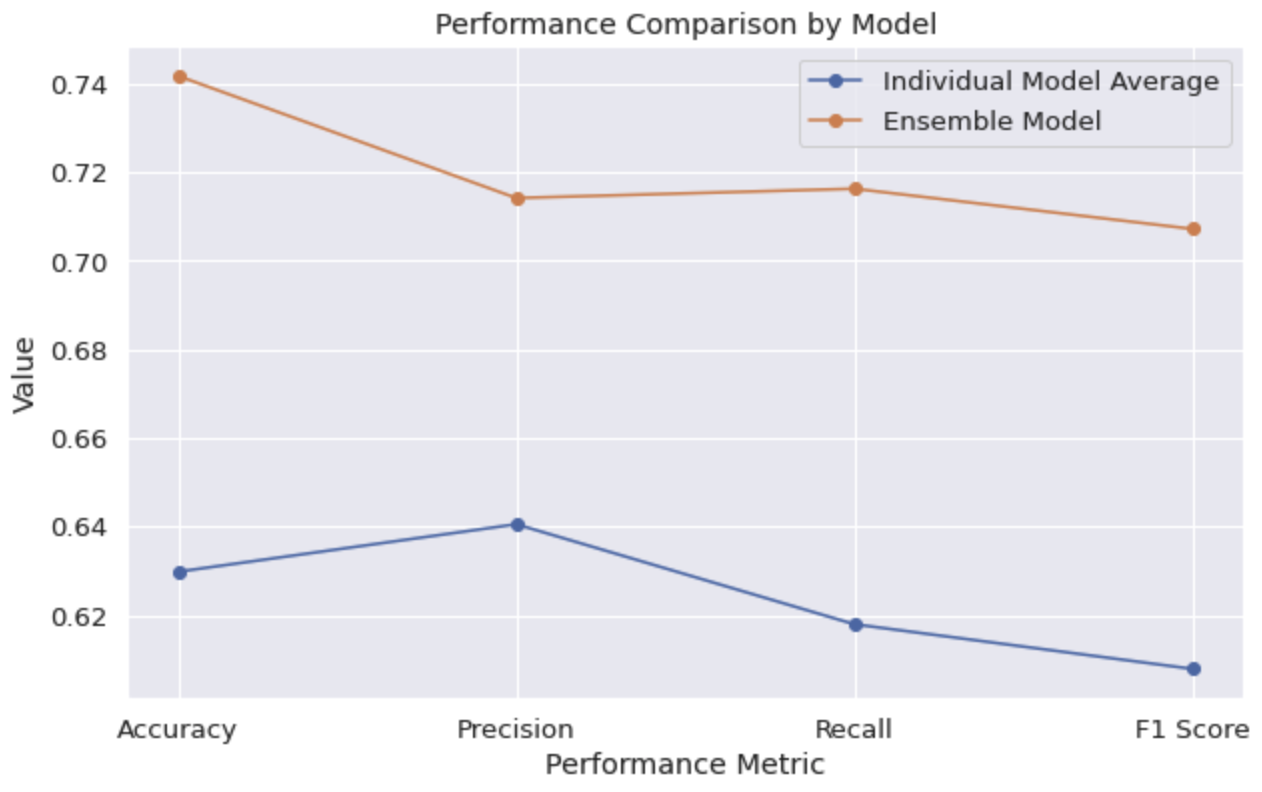 Performance Comparison by Model
Individual Model Average
Ensemble Model
0.74
0.72
0.70
0.68
0.66
0.64
0.62
Value
Accuracy Precision Recall F1 Score
Performance Metric